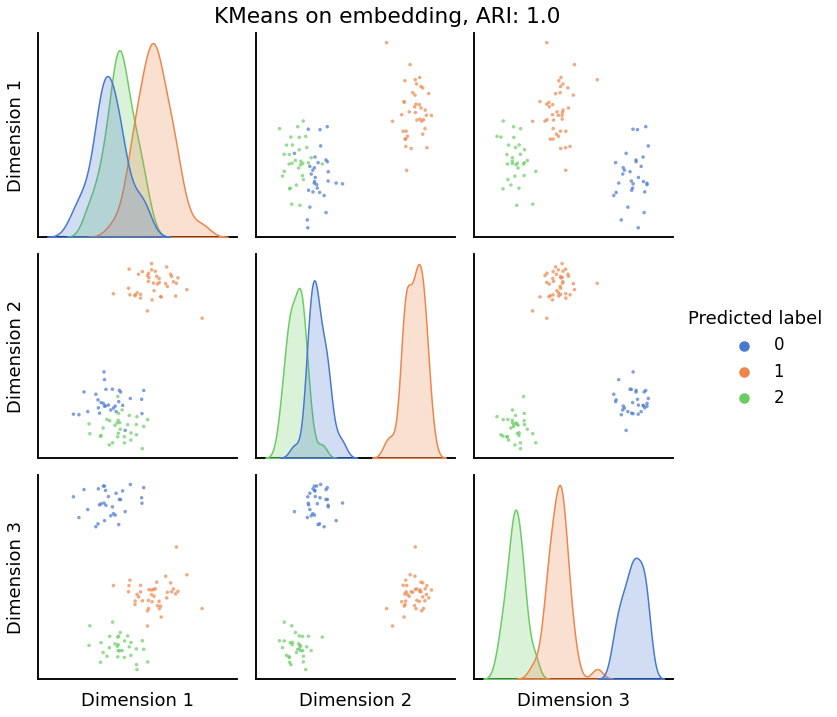 KMeans on embedding, ARI: 1.0
Dimension 1
Dimension 2
Predicted label
0
1
2
Dimension 3
Dimension 1
Dimension 2
Dimension 3